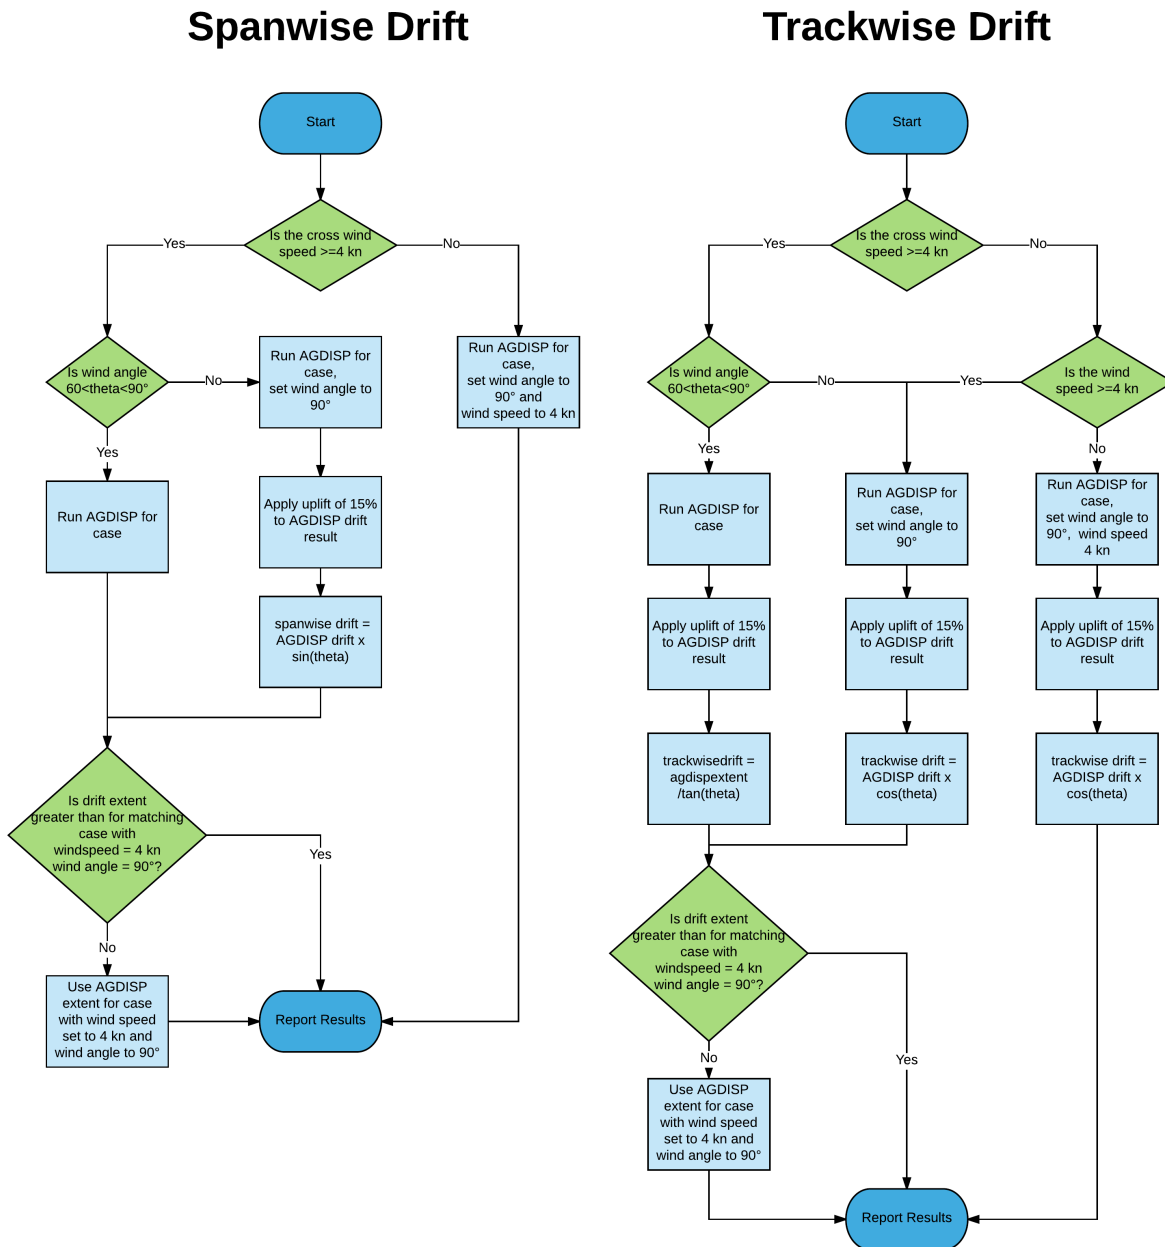 Spanwise Drift
Start
Is the cross wind
speed >=4 kn
Yes
No
Is wind angle
60<theta<90°
No
Run AGDISP for
case,
set wind angle to
90°
Run AGDISP for
case,
set wind angle to
90° and
wind speed to 4 kn
Yes
Run AGDISP for
case
Apply uplift of 15%
to AGDISP drift
result
spanwise drift =
AGDISP drift x
sin(theta)
Is drift extent
greater than for matching
case with
windspeed = 4 kn
wind angle = 90°?
Yes
No
Use AGDISP
extent for case
with wind speed
set to 4 kn and
wind angle to 90°
Report Results
Trackwise Drift
Start
Is the cross wind
speed >=4 kn
Yes
No
Is wind angle
60<theta<90°
No
Yes
Is the wind
speed >=4 kn
Yes
No
Run AGDISP for
case
Run AGDISP for
case,
set wind angle to
90°
Run AGDISP for
case,
set wind angle to
90°, wind speed
4 kn
Apply uplift of 15%
to AGDISP drift
result
Apply uplift of 15%
to AGDISP drift
result
Apply uplift of 15%
to AGDISP drift
result
trackwisedrift =
agdispextent
/tan(theta)
trackwise drift =
AGDISP drift x
cos(theta)
trackwise drift =
AGDISP drift x
cos(theta)
Is drift extent
greater than for matching
case with
windspeed = 4 kn
wind angle = 90°?
No
Yes
Use AGDISP
extent for case
with wind speed
set to 4 kn and
wind angle to 90°
Report Results